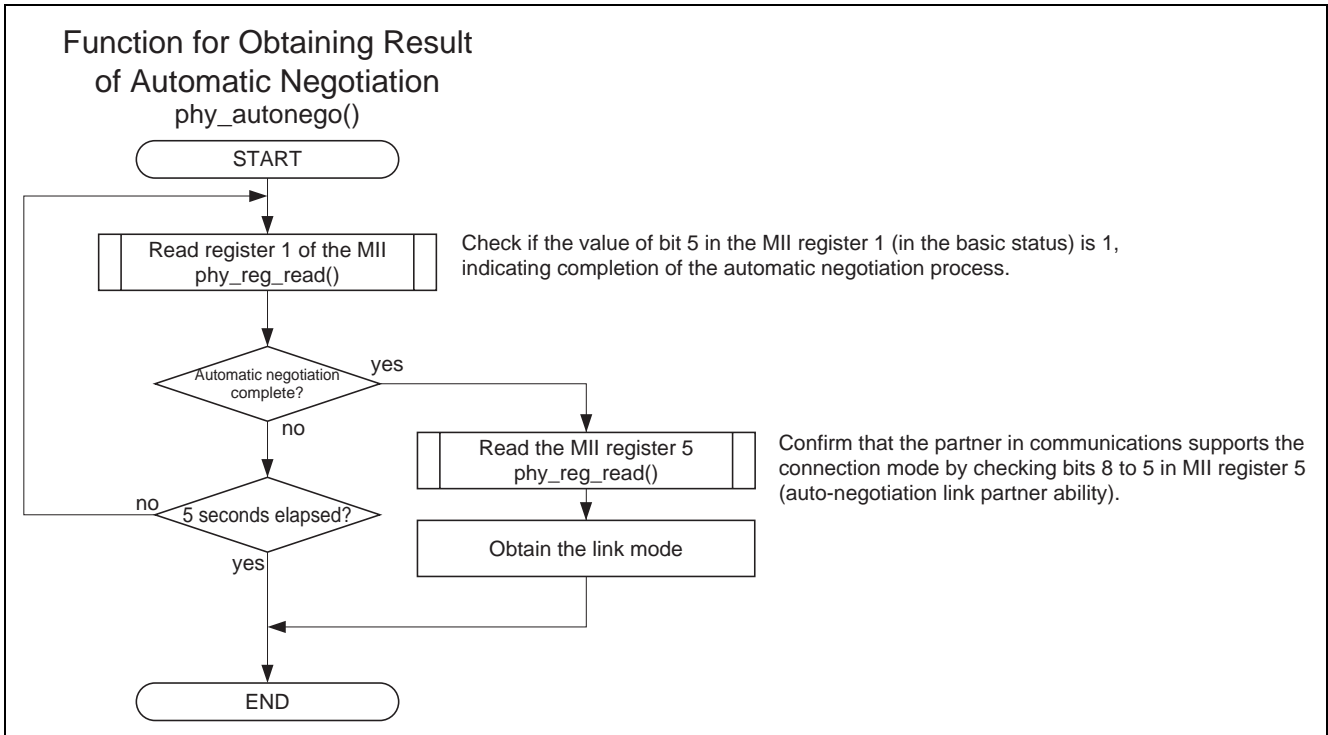 Function for Obtaining Result
of Automatic Negotiation
phy_autonego()
START
Read register 1 of the MII
phy_reg_read()
Check if the value of bit 5 in the MII register 1 (in the basic status) is 1,
indicating completion of the automatic negotiation process.
Automatic negotiation
complete?
yes
no
Read the MII register 5
phy_reg_read()
Confirm that the partner in communications supports the
connection mode by checking bits 8 to 5 in MII register 5
(auto-negotiation link partner ability).
no
5 seconds elapsed?
yes
Obtain the link mode
END